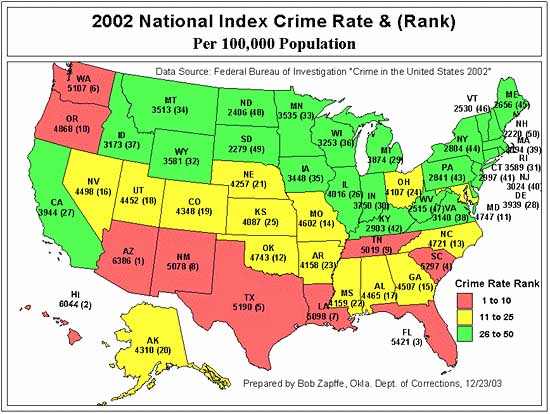 2002 National Index Crime Rate & (Rank)
Per 100,000 Population
Data Source: Federal Bureau of Investigation "Crime in the United States 2002"
WA
5107 (6)
OR
4868 (10)
CA
3944 (27)
NV
4498 (16)
ID
3173 (37)
MT
3513 (34)
WY
3581 (32)
UT
4452 (18)
CO
4348 (19)
AZ
6386 (1)
NM
5078 (8)
ND
2406 (48)
SD
2279 (49)
NE
4257 (21)
KS
4087 (25)
OK
4743 (12)
TX
5190 (5)
MN
3535 (33)
IA
3448 (35)
MO
4602 (14)
AR
4158 (23)
LA
5098 (7)
WI
3253 (36)
IL
4016 (26)
MI
3874 (29)
IN
3750 (30)
OH
4107 (24)
KY
2903 (42)
TN
5019 (9)
MS
4159 (22)
AL
4465 (17)
GA
4507 (15)
FL
5421 (3)
SC
5297 (4)
NC
4721 (13)
VA
3140 (38)
WV
2515 (47)
PA
2841 (43)
NY
2804 (44)
VT
2530 (46)
ME
2656 (45)
NH
2220 (50)
MA
3094 (39)
RI
3589 (31)
CT
2997 (41)
NJ
3024 (40)
DE
3939 (28)
MD
4747 (11)
HI
6044 (2)
AK
4310 (20)
Crime Rate Rank
1 to 10
11 to 25
26 to 50
Prepared by Bob Zapffe, Okla. Dept. of Corrections, 12/23/03